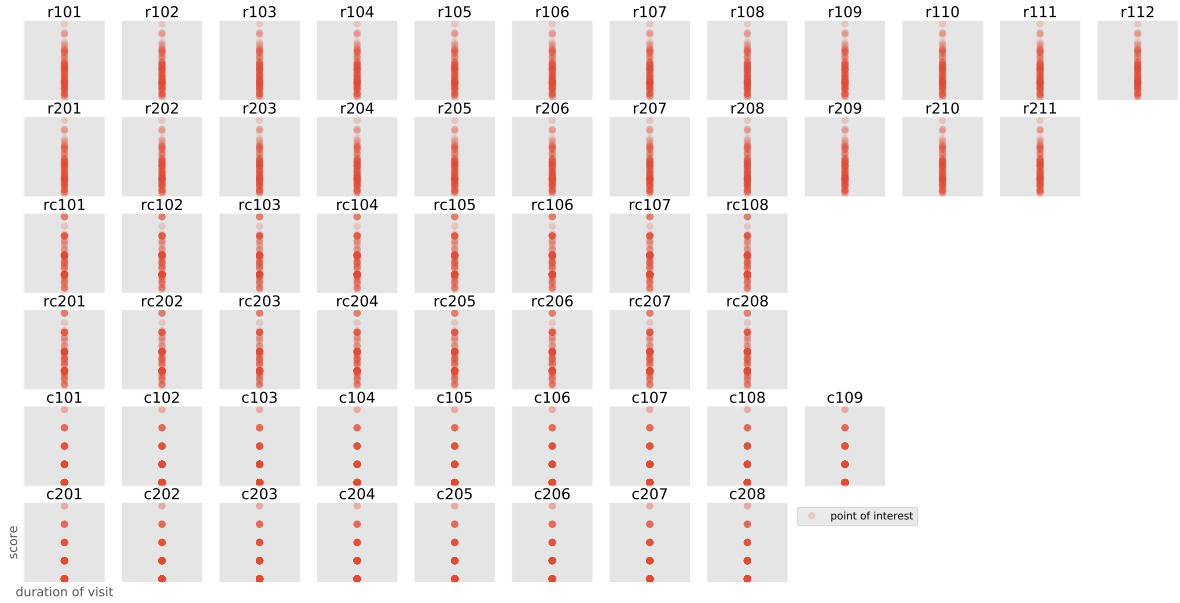 r101 r102 r103 r104 r105 r106 r107 r108 r109 r110 r111 r112
r201 r202 r203 r204 r205 r206 r207 r208 r209 r210 r211
rc101 rc102 rc103 rc104 rc105 rc106 rc107 rc108
rc201 rc202 rc203 rc204 rc205 rc206 rc207 rc208
c101 c102 c103 c104 c105 c106 c107 c108 c109
c201 c202 c203 c204 c205 c206 c207 c208
point of interest
score
duration of visit